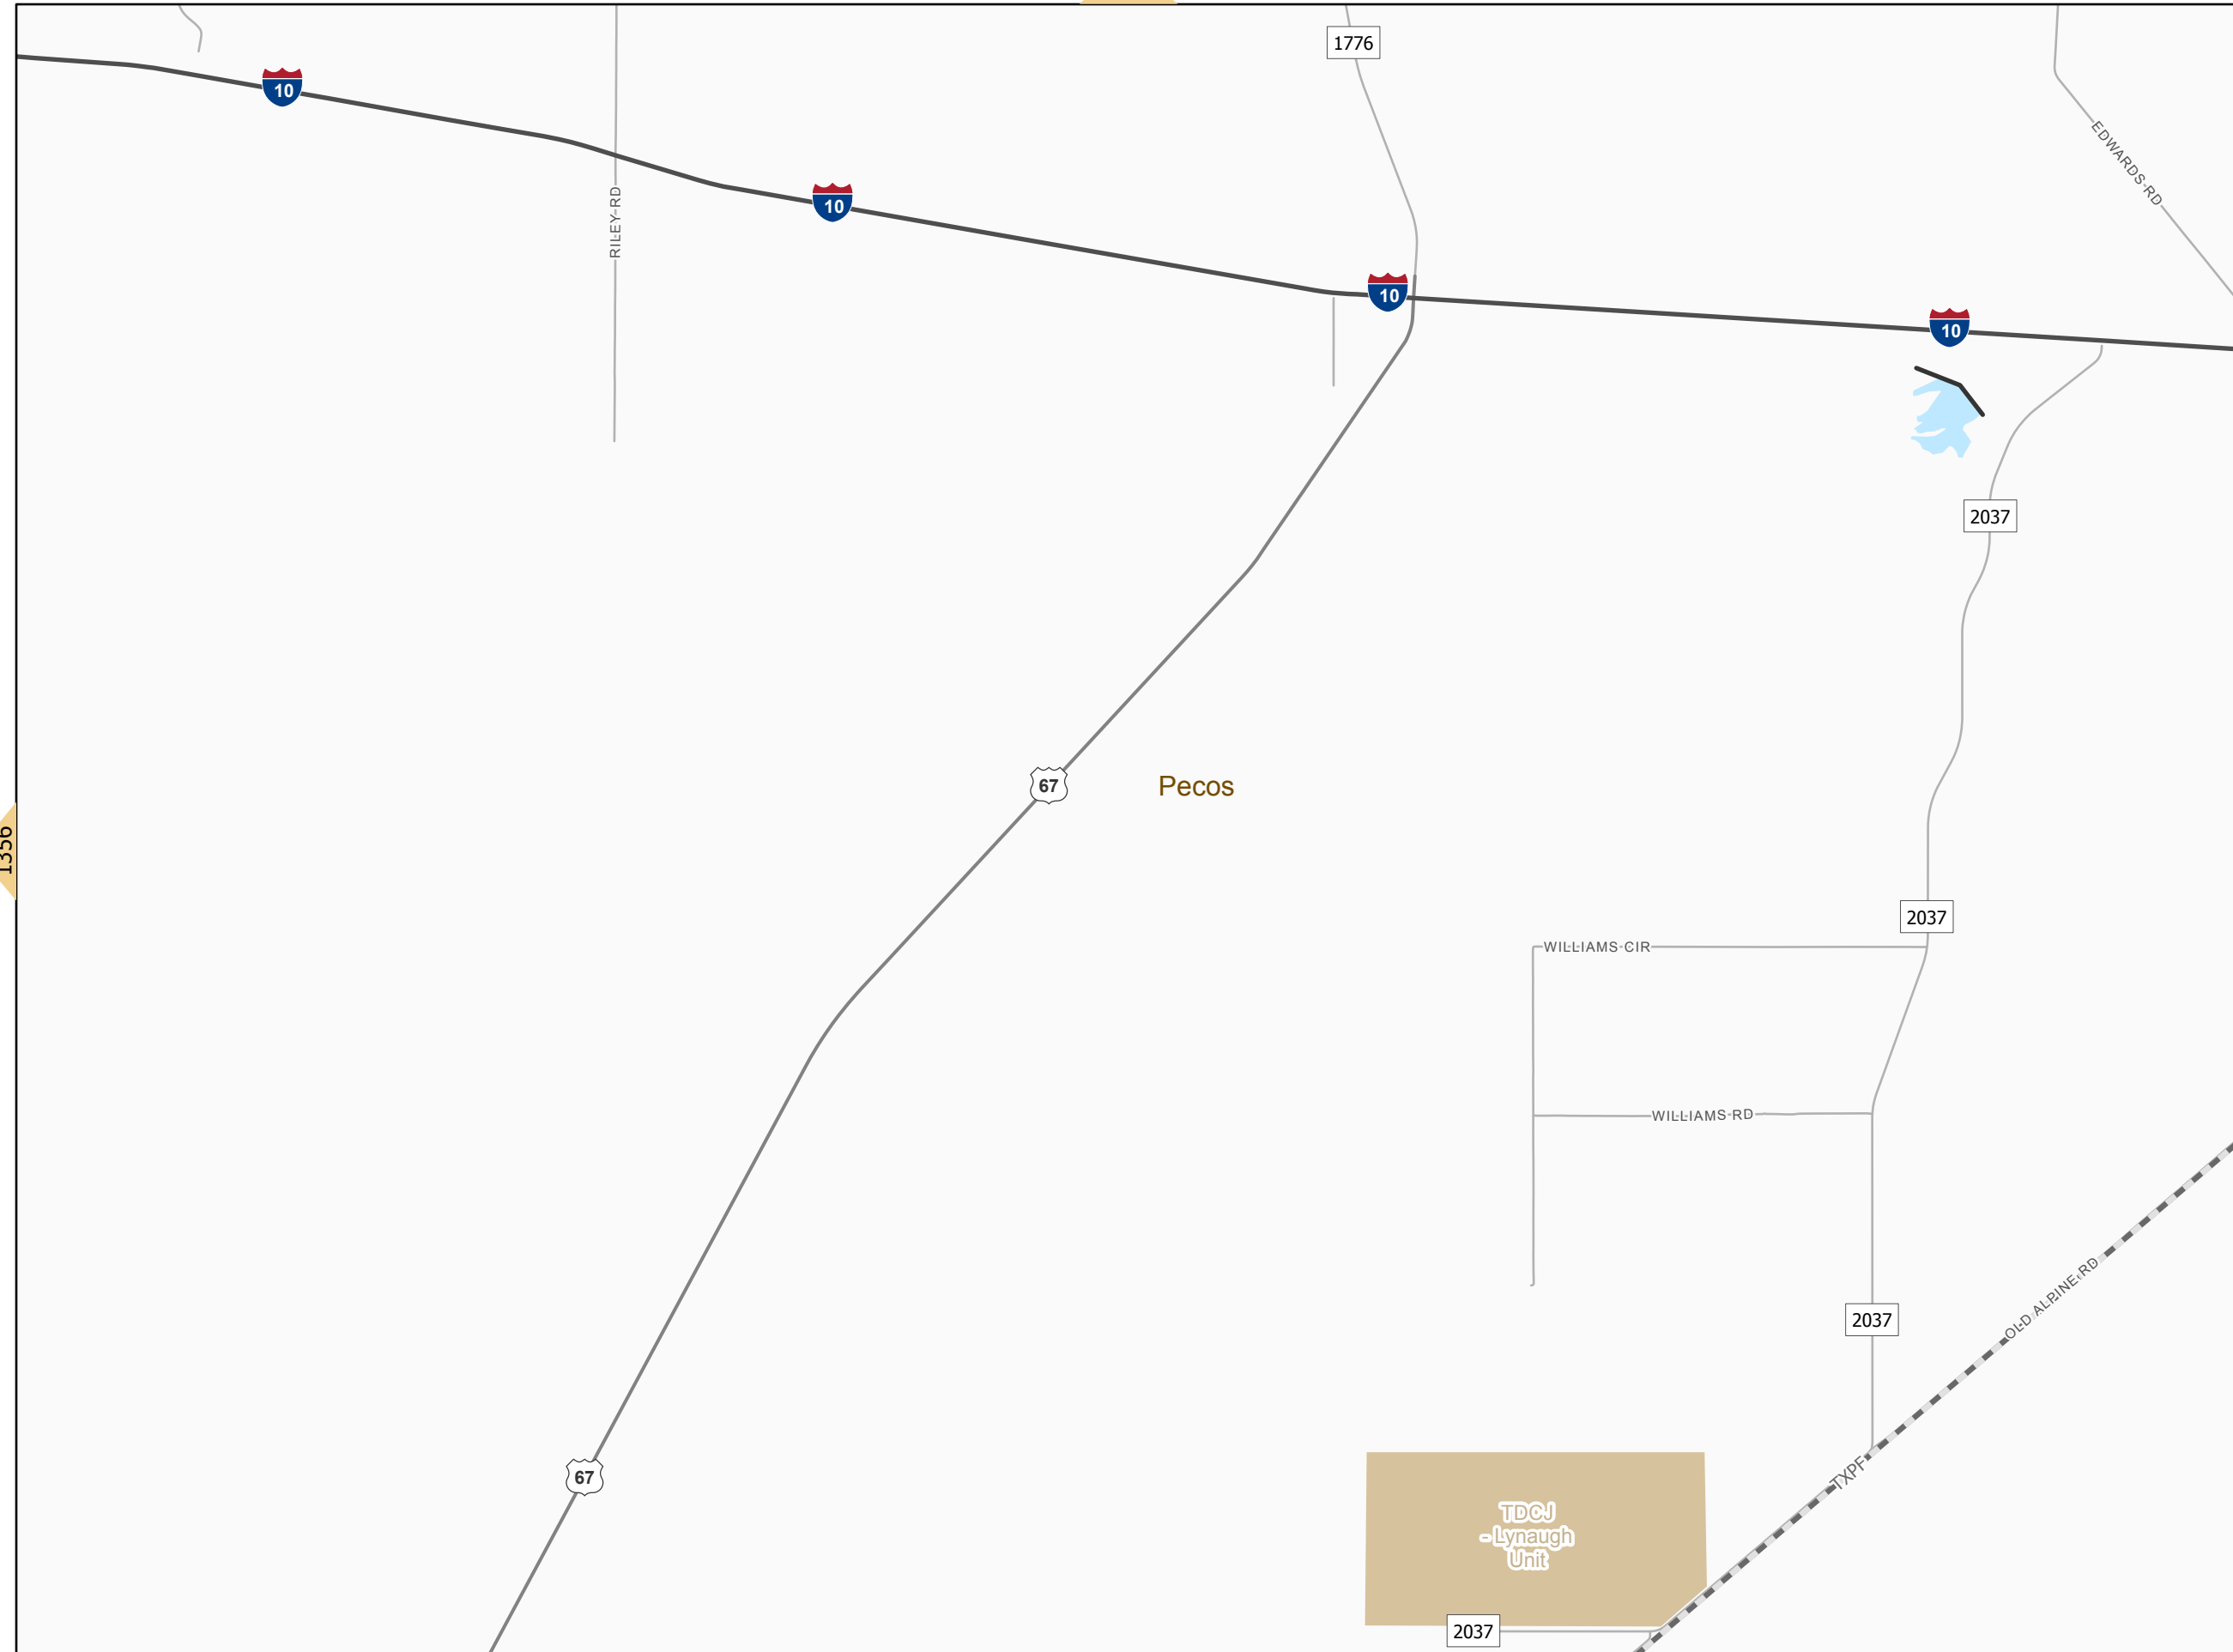 1776
10
EDWARDS RD
10
RILEY RD
10
10
2037
67
Pecos
1356
2037
WILLIAMS CIR
WILLIAMS RD
OLD ALPINE RD
2037
67
TXPF
TDCJ
- Lynaugh
Unit
2037